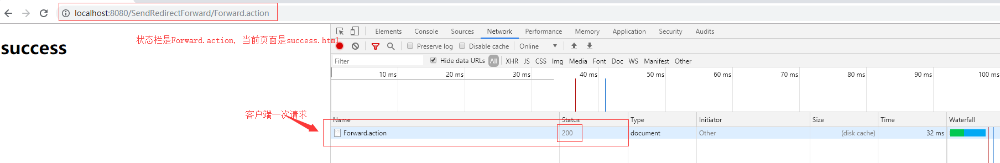 localhost:8080/SendRedirectForward/Forward.action
Elements Console Sources Network Performance Memory Application Security Audits
success
状态栏是Forward.action, 当前页面是success.html
Preserve log Disable cache Online
Filter Hide data URLs All XHR JS CSS Img Media Font Doc WS Manifest Other
10 ms 20 ms 30 ms 40 ms 50 ms 60 ms 70 ms 80 ms 90 ms 100 ms
客户端一次请求
Name Status Type Initiator Size Time Waterfall
Forward.action 200 document Other (disk cache) 32 ms